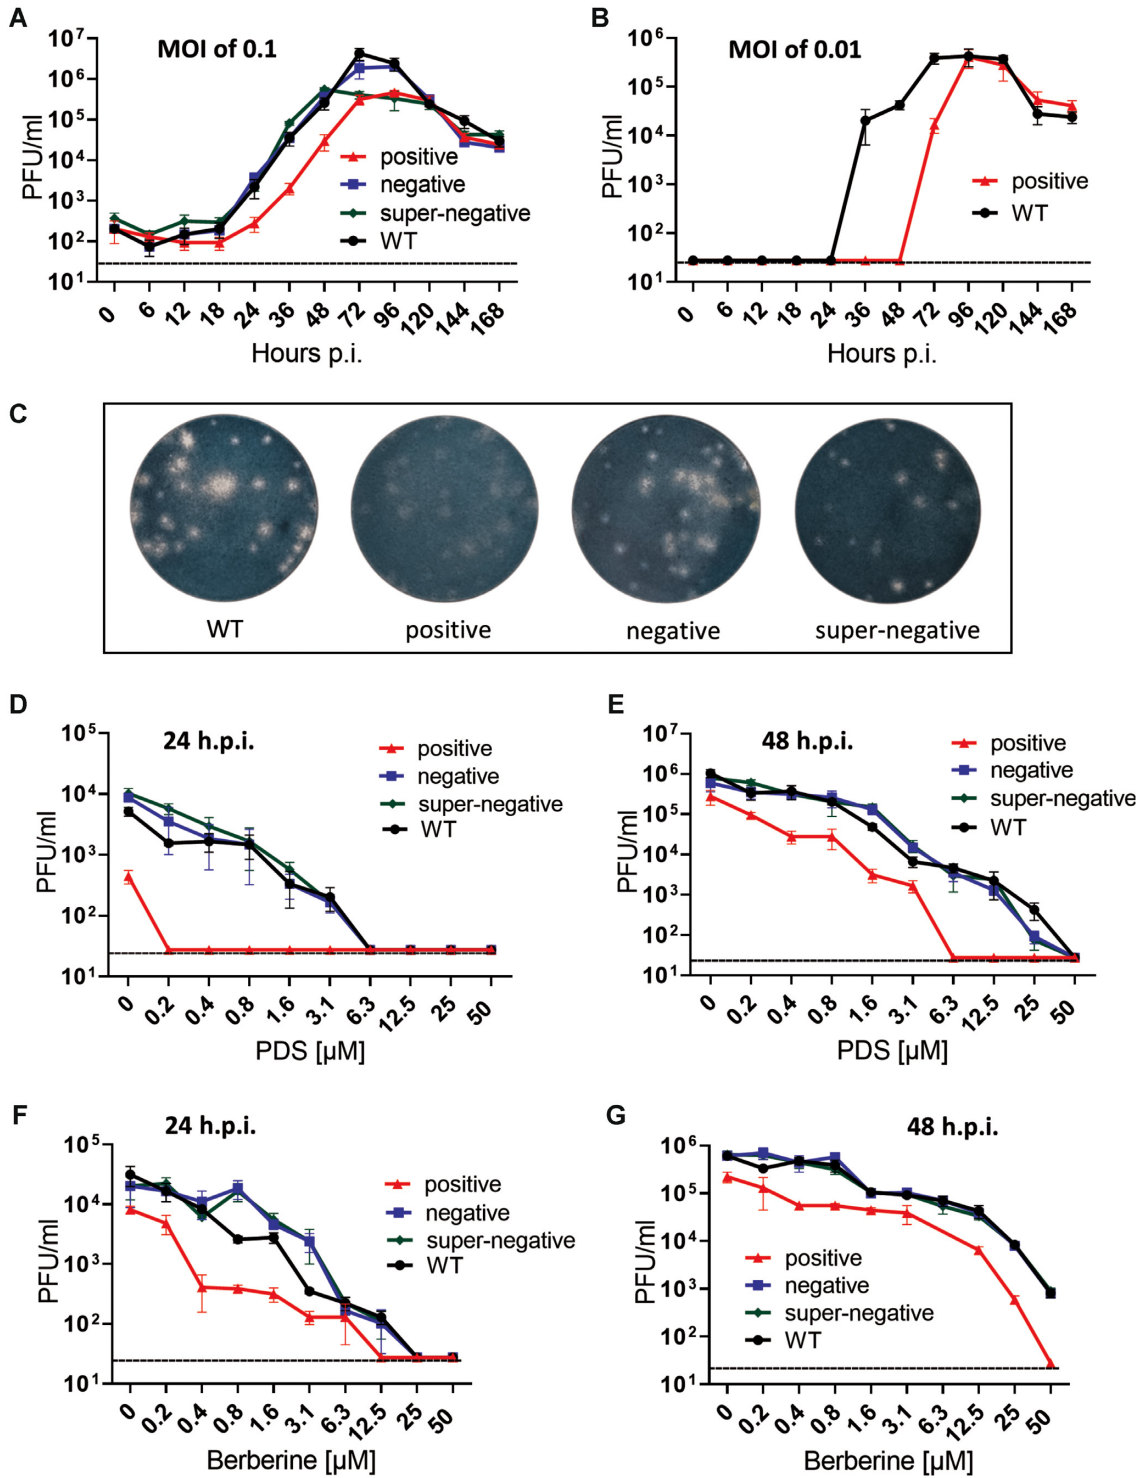 A
MOI of 0.1
PFU/ml
10⁷
10⁶
10⁵
10⁴
10³
10²
10¹
positive
negative
super-negative
WT
0 6 12 18 24 36 48 72 96 120 144 168
Hours p.i.
B
MOI of 0.01
PFU/ml
10⁶
10⁵
10⁴
10³
10²
10¹
positive
WT
0 6 12 18 24 36 48 72 96 120 144 168
Hours p.i.
C
WT positive negative super-negative
D
24 h.p.i.
PFU/ml
10⁵
10⁴
10³
10²
10¹
positive
negative
super-negative
WT
0 0.2 0.4 0.8 1.6 3.1 6.3 12.5 25 50
PDS [µM]
E
48 h.p.i.
PFU/ml
10⁷
10⁶
10⁵
10⁴
10³
10²
10¹
positive
negative
super-negative
WT
0 0.2 0.4 0.8 1.6 3.1 6.3 12.5 25 50
PDS [µM]
F
24 h.p.i.
PFU/ml
10⁵
10⁴
10³
10²
10¹
positive
negative
super-negative
WT
0 0.2 0.4 0.8 1.6 3.1 6.3 12.5 25 50
Berberine [µM]
G
48 h.p.i.
PFU/ml
10⁶
10⁵
10⁴
10³
10²
10¹
positive
negative
super-negative
WT
0 0.2 0.4 0.8 1.6 3.1 6.3 12.5 25 50
Berberine [µM]